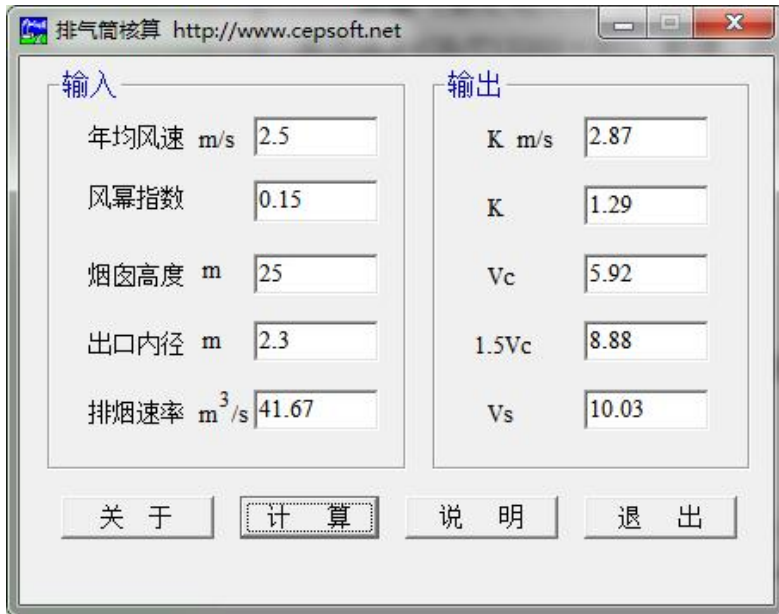 排气筒核算 http://www.cepsoft.net
输入
年均风速 m/s 2.5
风幂指数 0.15
烟囱高度 m 25
出口内径 m 2.3
排烟速率 m³/s 41.67
输出
K m/s 2.87
K 1.29
Vc 5.92
1.5Vc 8.88
Vs 10.03
关 于 计 算 说 明 退 出